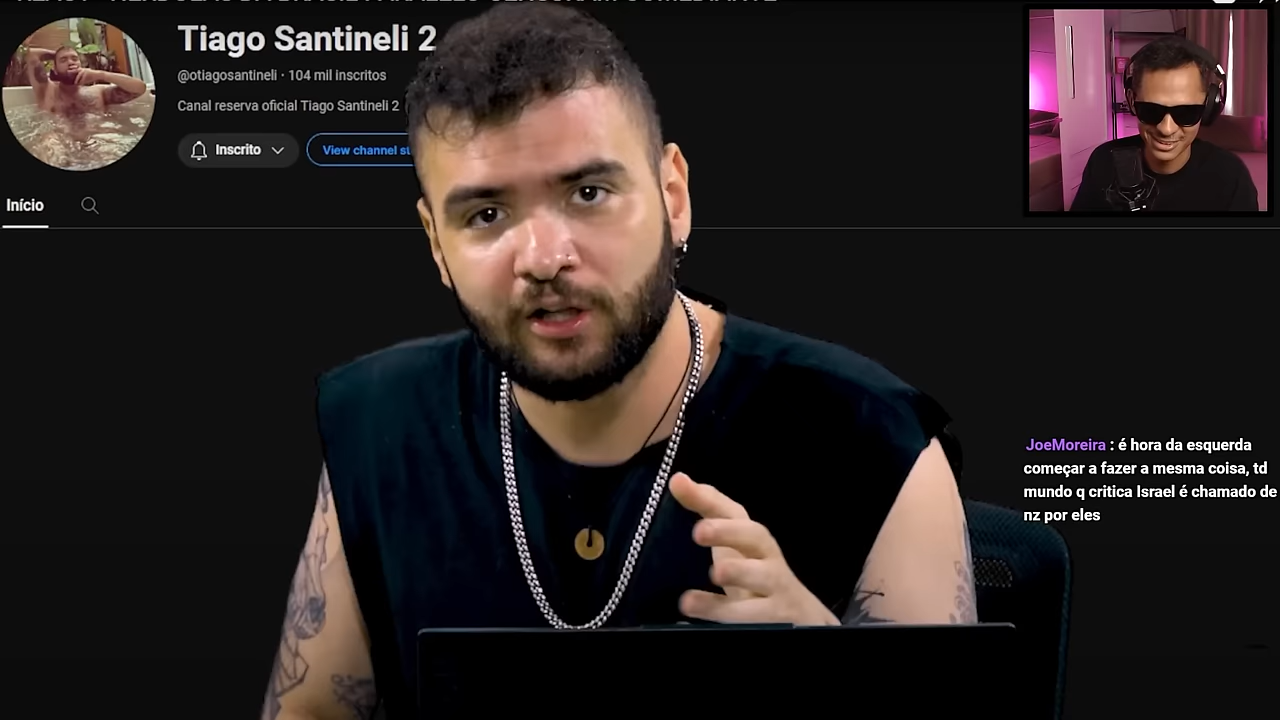 Tiago Santineli 2
@otiagosantineli · 104 mil inscritos
Canal reserva oficial Tiago Santineli 2
Inscrito
View channel st
Início
JoeMoreira : é hora da esquerda
começar a fazer a mesma coisa, td
mundo q critica Israel é chamado de
nz por eles